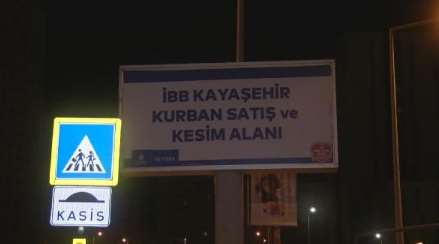 İBB KAYAŞEHİR
KURBAN SATIŞ ve
KESİM ALANI
KASİS